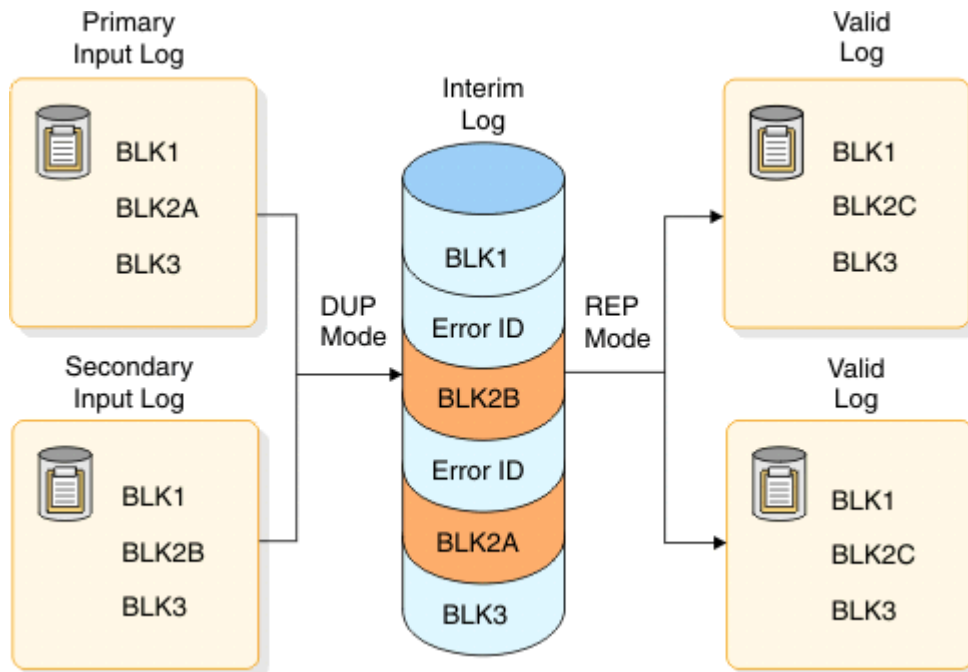 Primary
Input Log
BLK1
BLK2A
BLK3
Secondary
Input Log
BLK1
BLK2B
BLK3
DUP
Mode
Interim
Log
BLK1
Error ID
BLK2B
Error ID
BLK2A
BLK3
REP
Mode
Valid
Log
BLK1
BLK2C
BLK3
Valid
Log
BLK1
BLK2C
BLK3